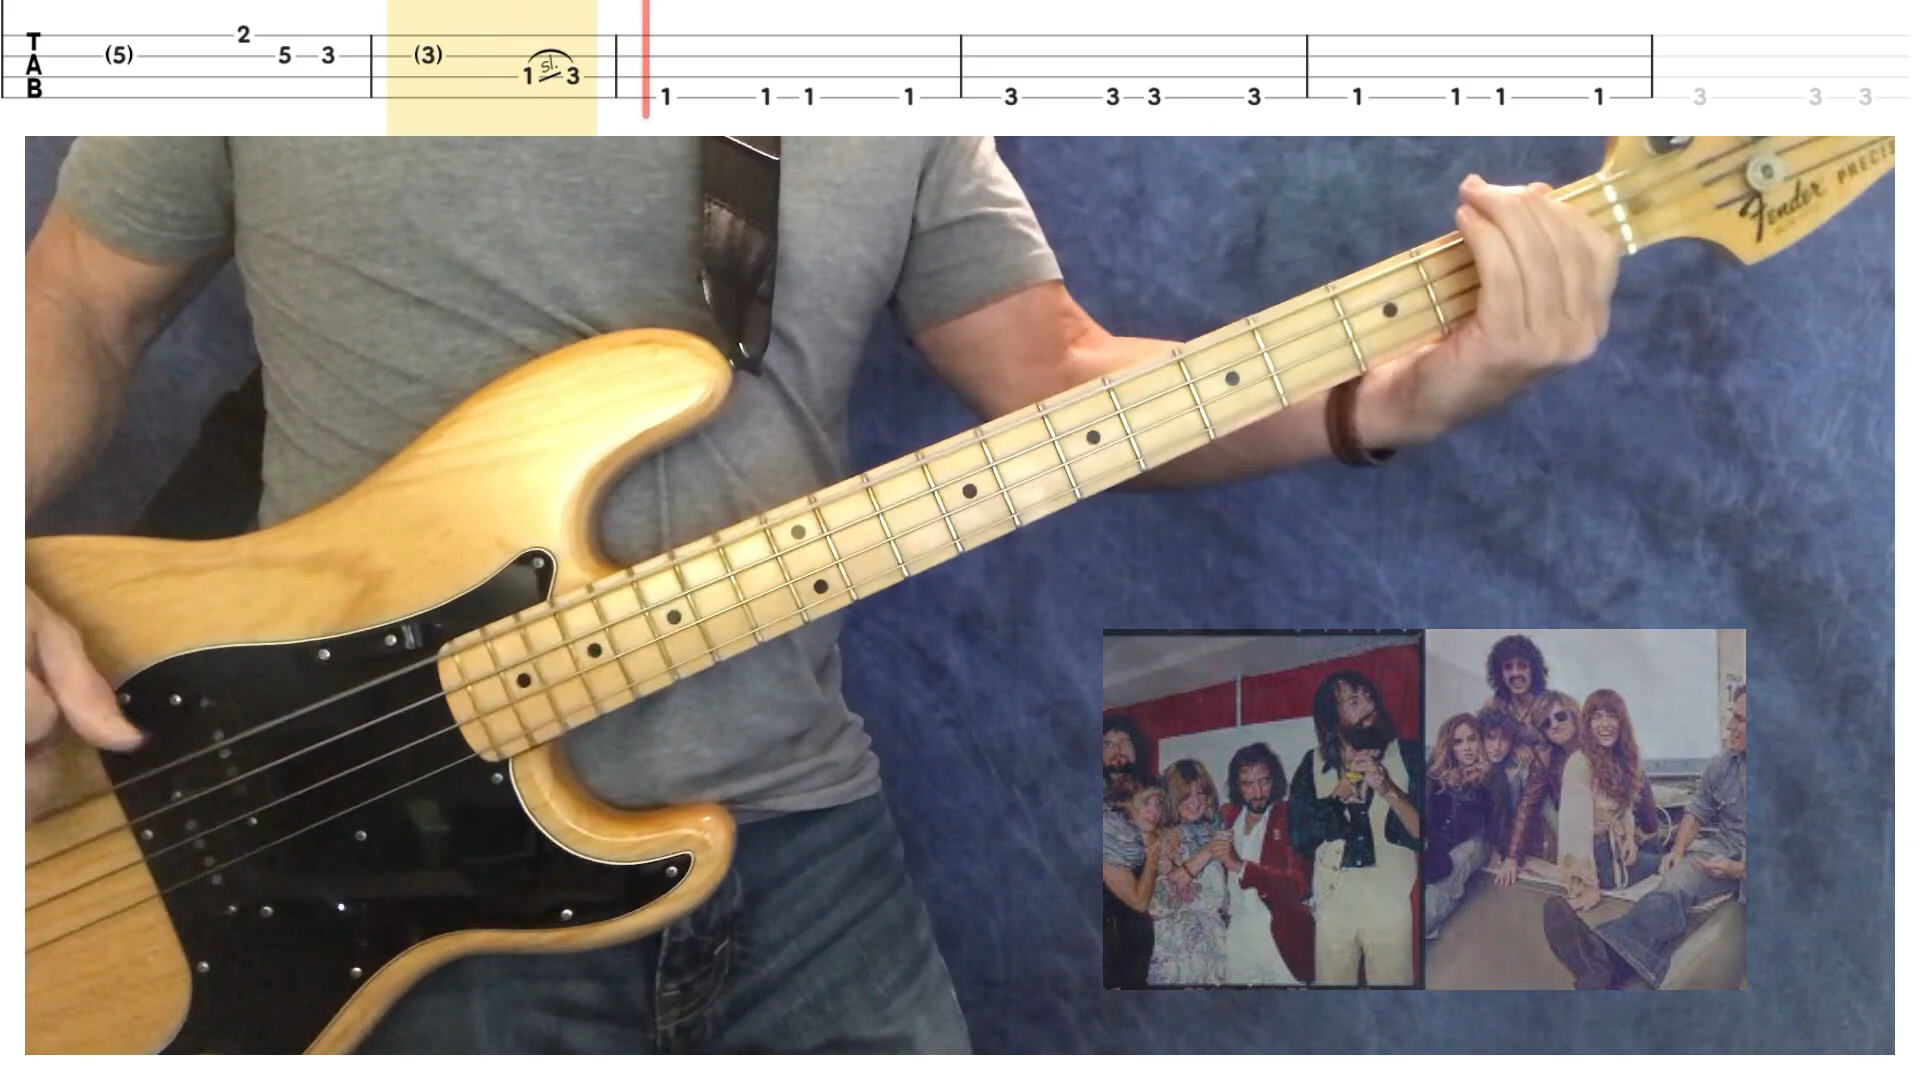 2
T (5) 5 3 (3) sl.
A 1 3
B 1 1 1 1 3 3 3 3 1 1 1 1 3 3 3
Fender PRECIS